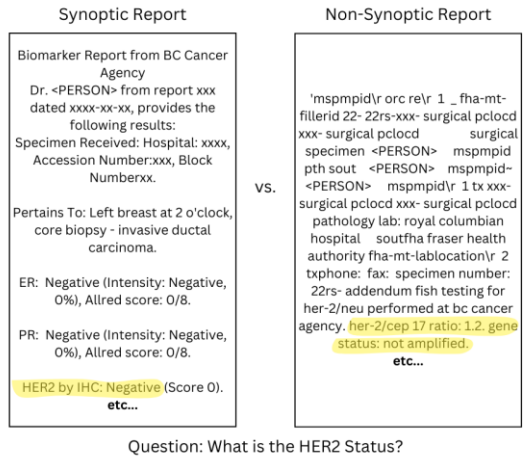 Synoptic Report
Biomarker Report from BC Cancer
Agency
Dr. <PERSON> from report xxx
dated xxxx-xx-xx, provides the
following results:
Specimen Received: Hospital: xxxx,
Accession Number:xxx, Block
Numberxx.
Pertains To: Left breast at 2 o'clock,
core biopsy - invasive ductal
carcinoma.
ER: Negative (Intensity: Negative,
0%), Allred score: 0/8.
PR: Negative (Intensity: Negative,
0%), Allred score: 0/8.
HER2 by IHC: Negative (Score 0).
etc...
vs.
Non-Synoptic Report
'mspmpid\r orc re\r 1 _ fha-mt-
fillerid 22- 22rs-xxx- surgical pclocd
xxx- surgical pclocd surgical
specimen <PERSON> mspmpid
pth sout <PERSON> mspmpid~
<PERSON> mspmpid\r 1 tx xxx-
surgical pclocd xxx- surgical pclocd
pathology lab: royal columbian
hospital soutfha fraser health
authority fha-mt-lablocation\r 2
txphone: fax: specimen number:
22rs- addendum fish testing for
her-2/neu performed at bc cancer
agency. her-2/cep 17 ratio: 1.2. gene
status: not amplified.
etc...
Question: What is the HER2 Status?